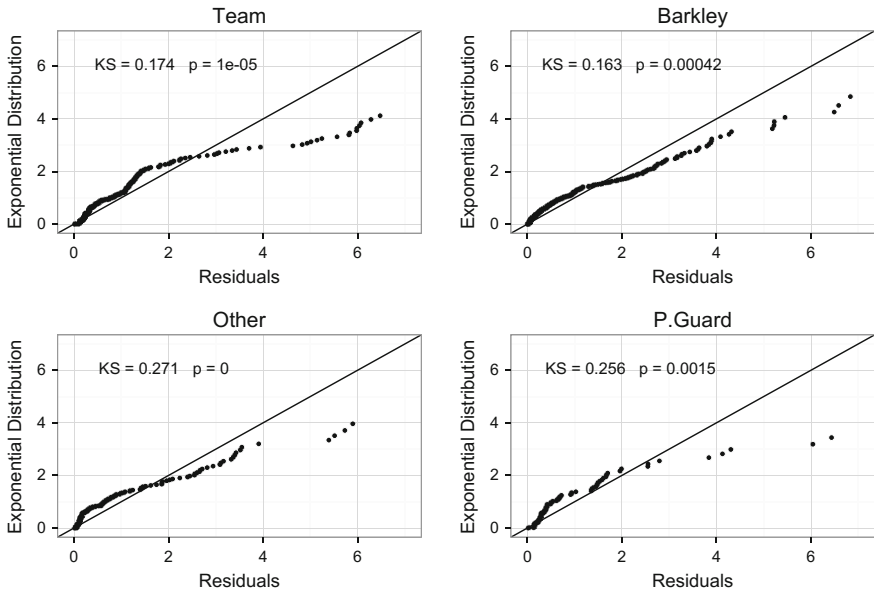 Team
Exponential Distribution
6
4
2
0
KS = 0.174 p = 1e-05
0 2 4 6
Residuals
Barkley
Exponential Distribution
6
4
2
0
KS = 0.163 p = 0.00042
0 2 4 6
Residuals
Other
Exponential Distribution
6
4
2
0
KS = 0.271 p = 0
0 2 4 6
Residuals
P.Guard
Exponential Distribution
6
4
2
0
KS = 0.256 p = 0.0015
0 2 4 6
Residuals